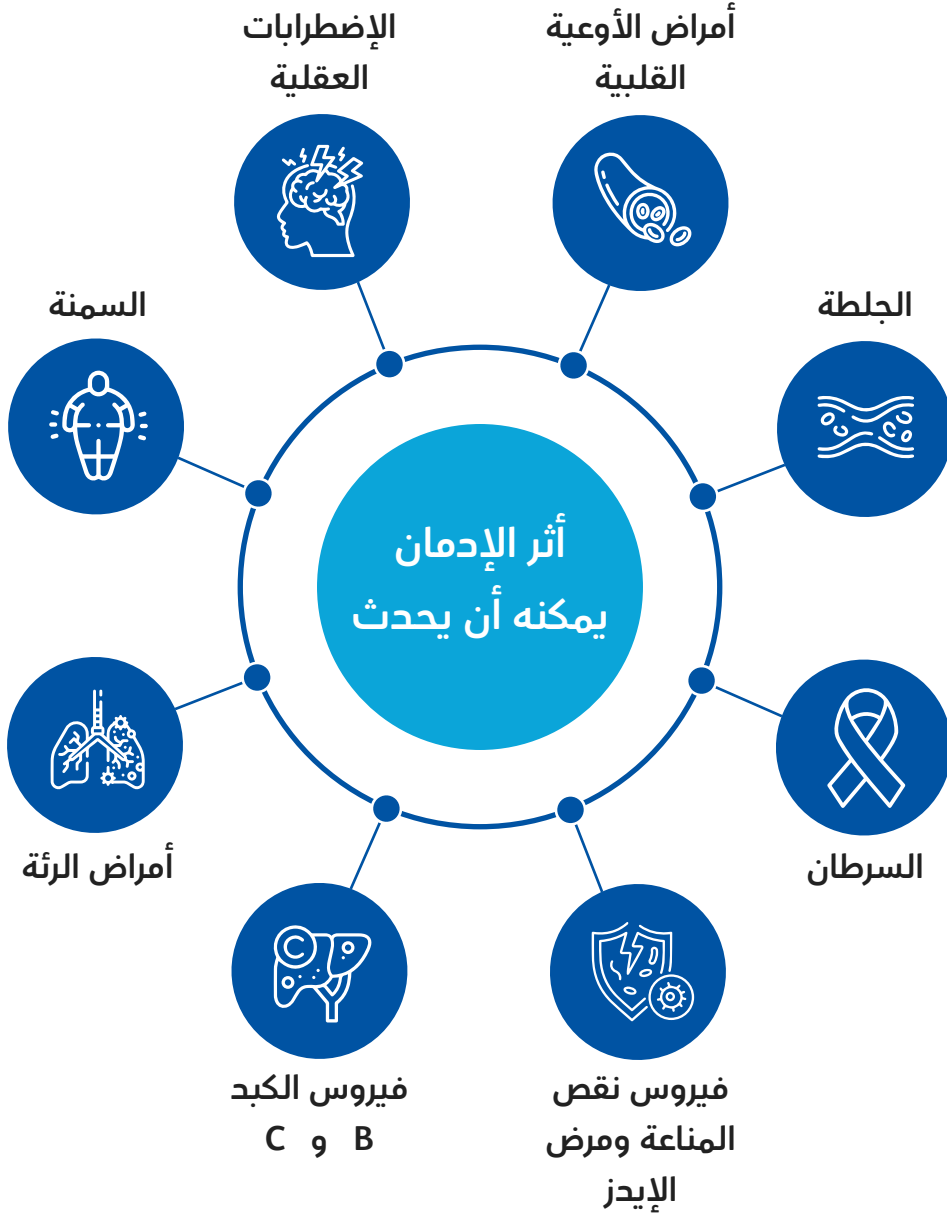 أمراض الأوعية
القلبية
الإضطرابات
العقلية
الجلطة
السمنة
أثر الإدمان
يمكنه أن يحدث
السرطان
أمراض الرئة
فيروس نقص
المناعة ومرض
الإيدز
فيروس الكبد
B و C